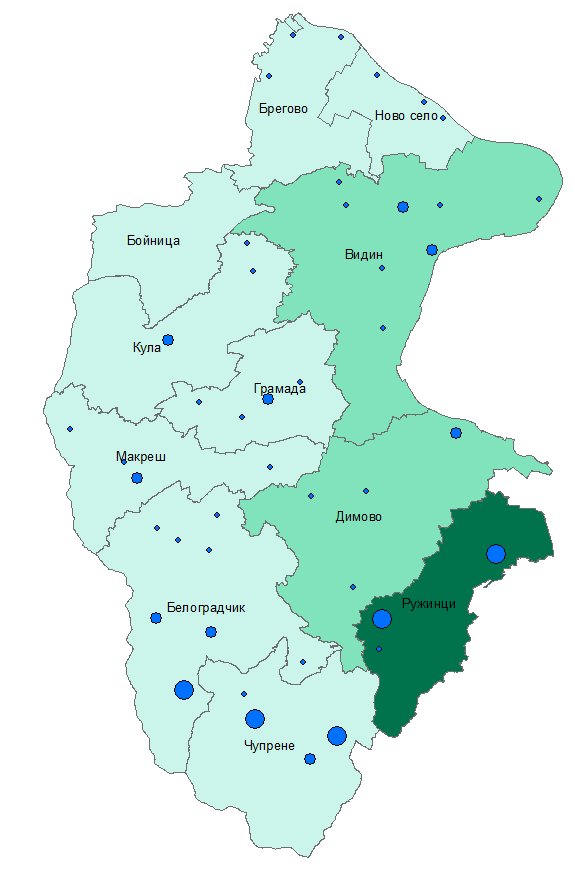 Брегово
Ново село
Бойница
Видин
Кула
Грамада
Макреш
Димово
Ружинци
Белоградчик
Чупрене